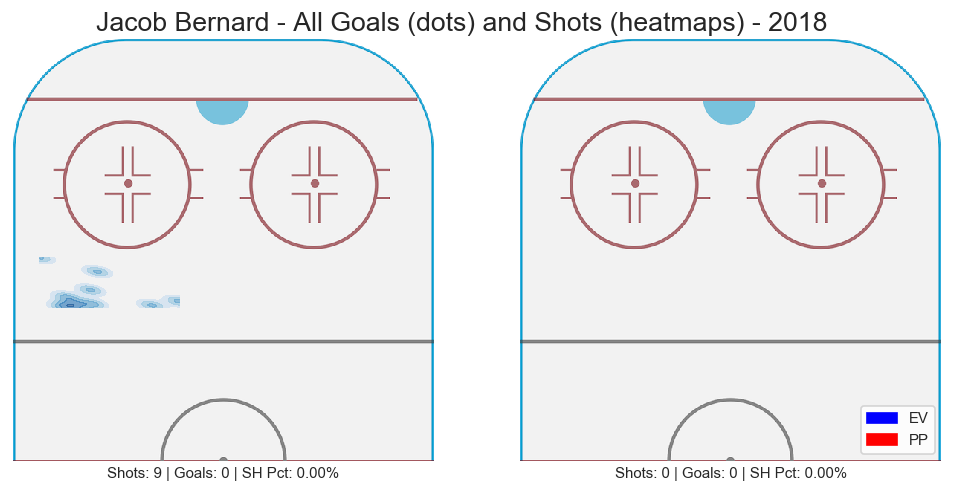 Jacob Bernard - All Goals (dots) and Shots (heatmaps) - 2018
EV
PP
Shots: 9 | Goals: 0 | SH Pct: 0.00%
Shots: 0 | Goals: 0 | SH Pct: 0.00%